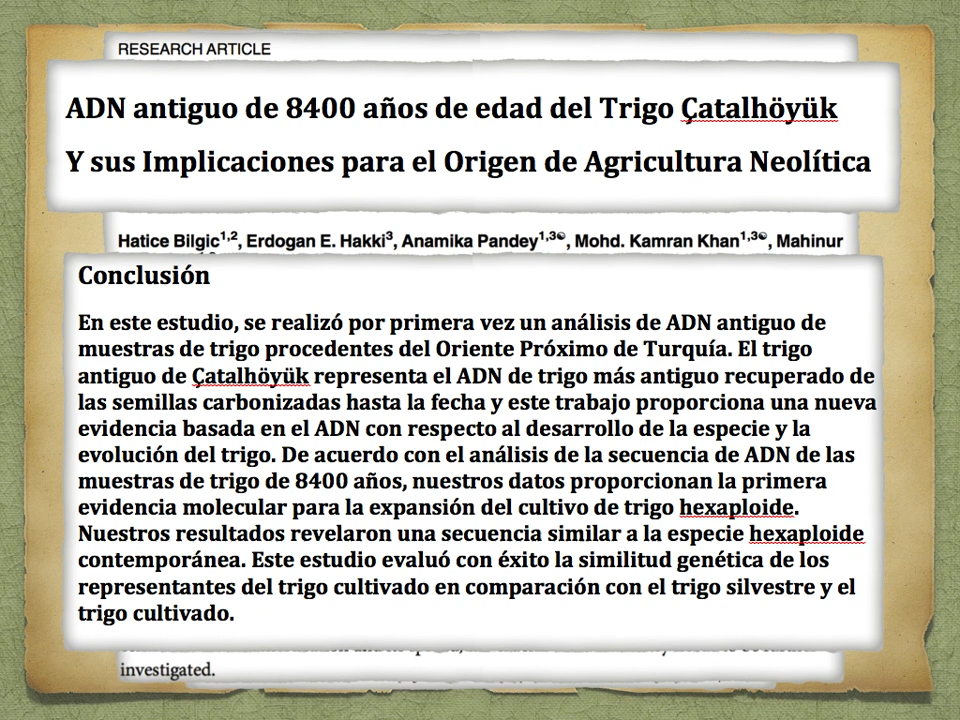 RESEARCH ARTICLE
ADN antiguo de 8400 años de edad del Trigo Çatalhöyük
Y sus Implicaciones para el Origen de Agricultura Neolítica
Hatice Bilgic1,2, Erdogan E. Hakki3, Anamika Pandey1,3☯, Mohd. Kamran Khan1,3☯, Mahinur
Conclusión
En este estudio, se realizó por primera vez un análisis de ADN antiguo de
muestras de trigo procedentes del Oriente Próximo de Turquía. El trigo
antiguo de Çatalhöyük representa el ADN de trigo más antiguo recuperado de
las semillas carbonizadas hasta la fecha y este trabajo proporciona una nueva
evidencia basada en el ADN con respecto al desarrollo de la especie y la
evolución del trigo. De acuerdo con el análisis de la secuencia de ADN de las
muestras de trigo de 8400 años, nuestros datos proporcionan la primera
evidencia molecular para la expansión del cultivo de trigo hexaploide.
Nuestros resultados revelaron una secuencia similar a la especie hexaploide
contemporánea. Este estudio evaluó con éxito la similitud genética de los
representantes del trigo cultivado en comparación con el trigo silvestre y el
trigo cultivado.
investigated.